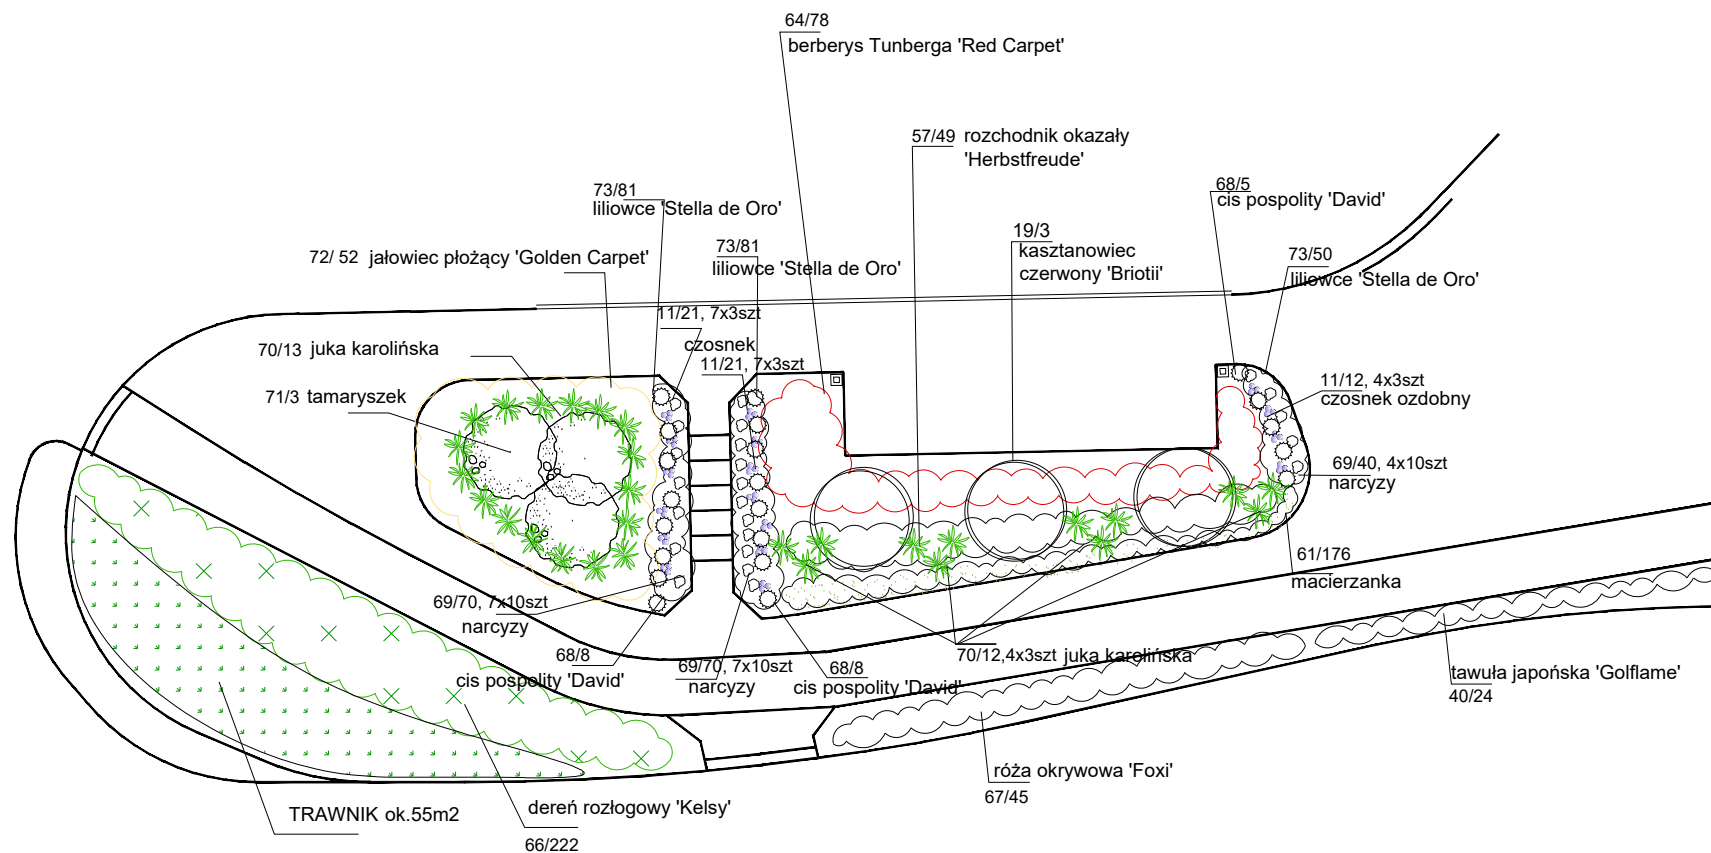 64/78
berberys Tunberga 'Red Carpet'
57/49 rozchodnik okazały
'Herbstfreude'
73/81
liliowce 'Stella de Oro'
68/5
cis pospolity 'David'
19/3
kasztanowiec
czerwony 'Briotii'
73/81
liliowce 'Stella de Oro'
72/ 52 jałowiec płożący 'Golden Carpet'
73/50
liliowce 'Stella de Oro'
11/21, 7x3szt
czosnek
11/21, 7x3szt
70/13 juka karolińska
71/3 tamaryszek
11/12, 4x3szt
czosnek ozdobny
69/40, 4x10szt
narcyzy
61/176
macierzanka
69/70, 7x10szt
narcyzy
68/8
cis pospolity 'David'
69/70, 7x10szt
narcyzy
68/8
cis pospolity 'David'
70/12,4x3szt juka karolińska
tawuła japońska 'Golflame'
40/24
róża okrywowa 'Foxi'
67/45
TRAWNIK ok.55m2
dereń rozłogowy 'Kelsy'
66/222